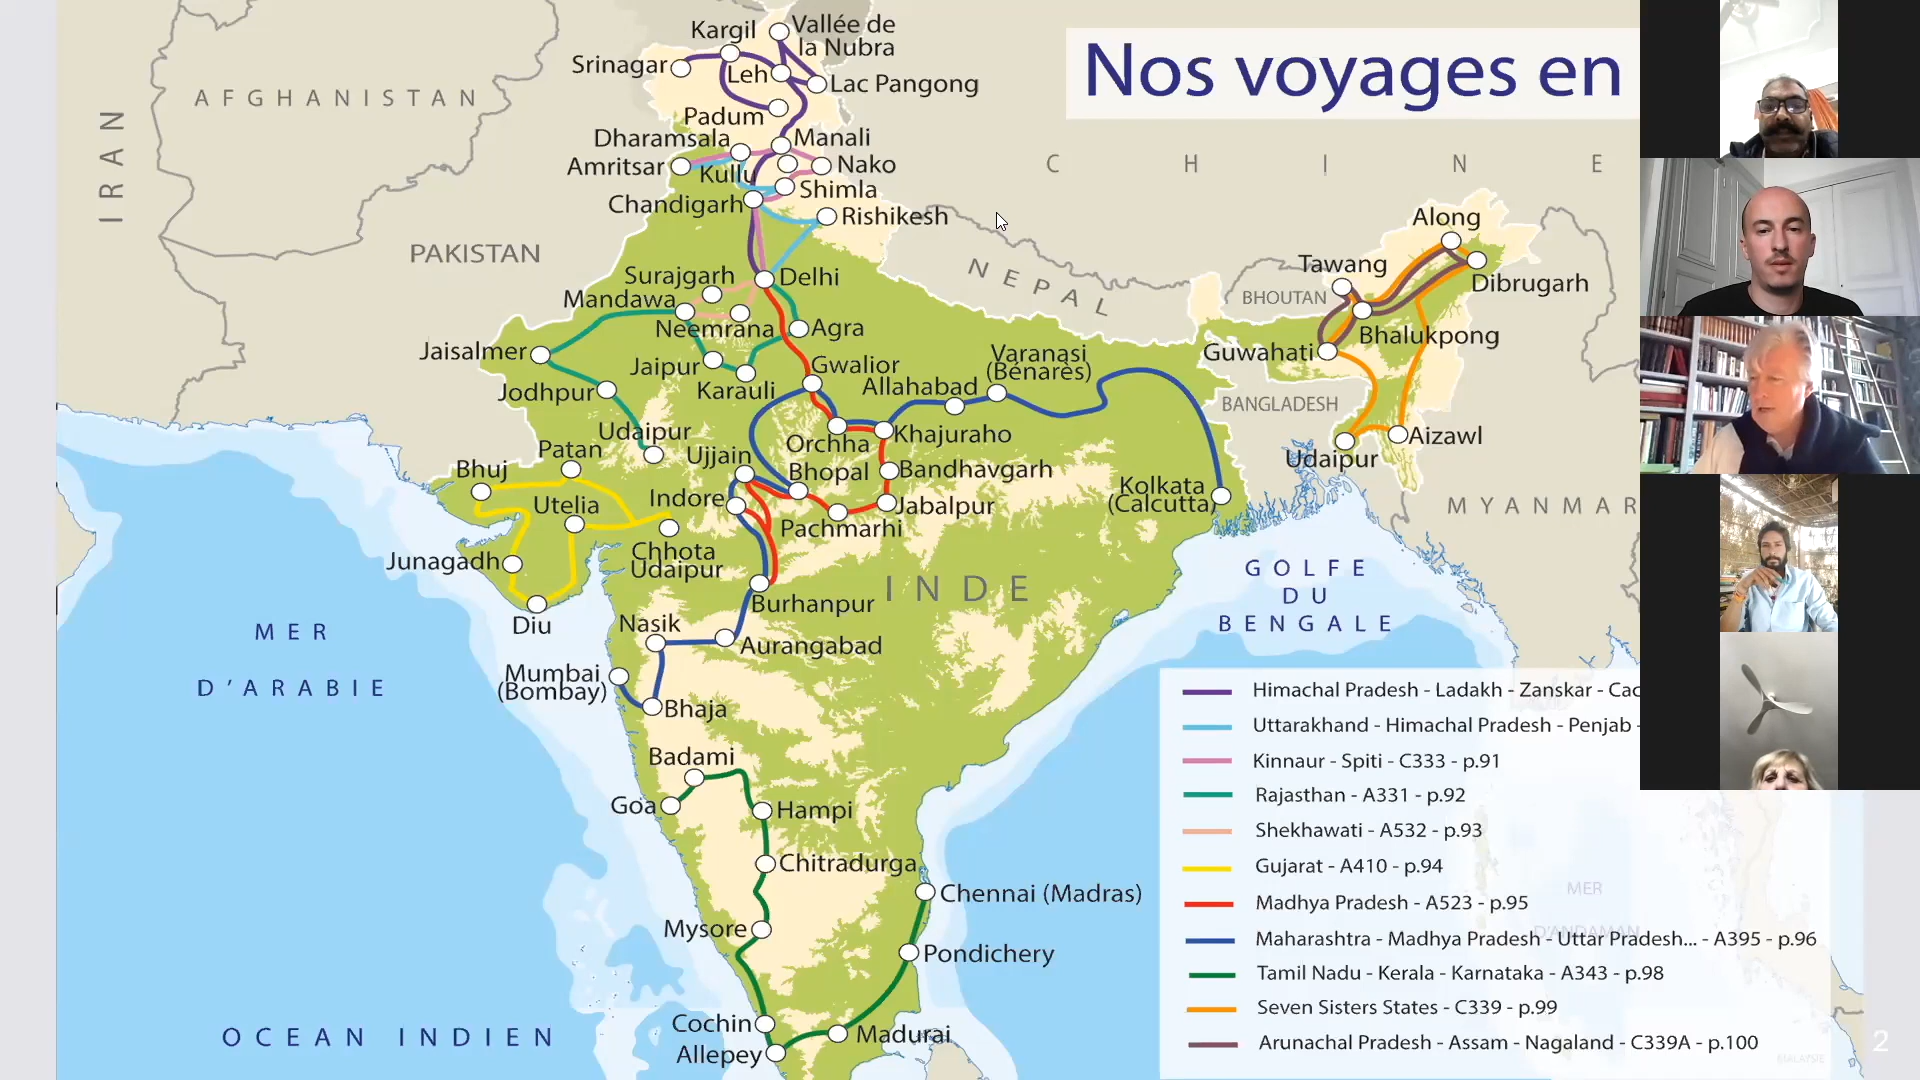 Nos voyages en
Kargil
Vallée de
la Nubra
Srinagar
Leh
Lac Pangong
Padum
Dharamsala
Manali
Amritsar
Kullu
Nako
Shimla
Chandigarh
Rishikesh
AFGHANISTAN
IRAN
PAKISTAN
CHINE
NEPAL
BHOUTAN
BANGLADESH
MYANMAR
INDE
Surajgarh
Delhi
Mandawa
Neemrana
Agra
Jaisalmer
Jaipur
Karauli
Gwalior
Jodhpur
Allahabad
Varanasi
(Bénarès)
Udaipur
Orchha
Khajuraho
Patan
Ujjain
Bhopal
Bandhavgarh
Bhuj
Utelia
Indore
Jabalpur
Pachmarhi
Kolkata
(Calcutta)
Junagadh
Chhota
Udaipur
Diu
Burhanpur
Nasik
Aurangabad
Mumbai
(Bombay)
Bhaja
Badami
Goa
Hampi
Chitradurga
Mysore
Chennai (Madras)
Pondichery
Cochin
Allepey
Madurai
Along
Tawang
Dibrugarh
Bhalukpong
Guwahati
Aizawl
Udaipur
MER
D'ARABIE
OCEAN INDIEN
GOLFE
DU
BENGALE
Himachal Pradesh - Ladakh - Zanskar - Cac
Uttarakhand - Himachal Pradesh - Penjab -
Kinnaur - Spiti - C333 - p.91
Rajasthan - A331 - p.92
Shekhawati - A532 - p.93
Gujarat - A410 - p.94
Madhya Pradesh - A523 - p.95
Maharashtra - Madhya Pradesh - Uttar Pradesh... - A395 - p.96
Tamil Nadu - Kerala - Karnataka - A343 - p.98
Seven Sisters States - C339 - p.99
Arunachal Pradesh - Assam - Nagaland - C339A - p.100
MER
D'ANDAMAN
MALAYSIE
2